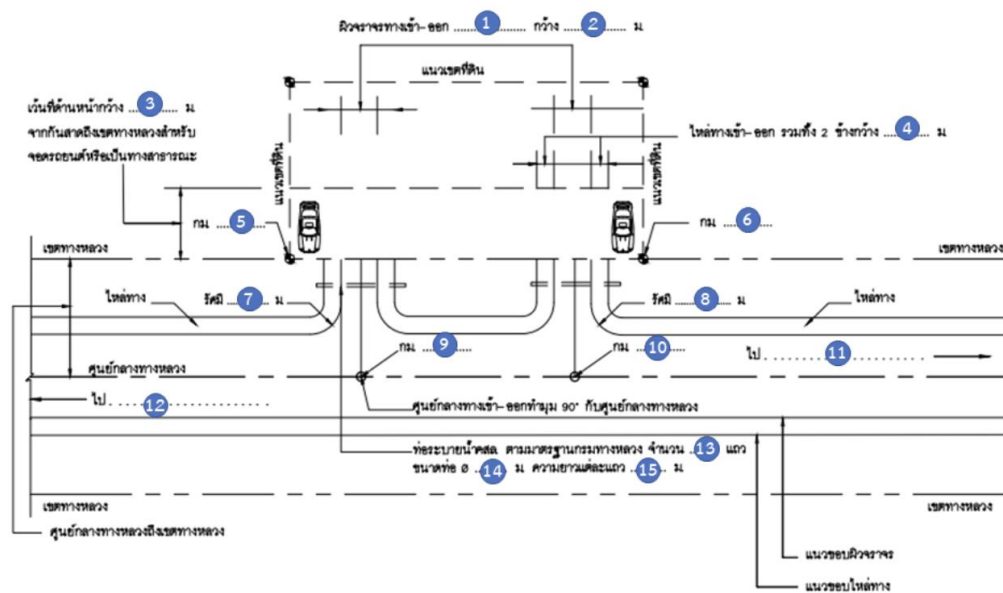 ผิวจราจรทางเข้า-ออก ......1...... กว้าง ......2...... ม.
แนวเขตที่ดิน
เว้นที่ด้านหน้ากว้าง ......3...... ม.
จากกันสาดถึงเขตทางหลวงสำหรับ
จอดรถยนต์หรือเป็นทางสาธารณะ
ไหล่ทางเข้า-ออก รวมทั้ง 2 ข้างกว้าง ......4...... ม.
แนวเขตที่ดิน
แนวเขตที่ดิน
กม. ......5......
กม. ......6......
เขตทางหลวง
เขตทางหลวง
ไหล่ทาง
รัศมี ......7...... ม.
รัศมี ......8...... ม.
ไหล่ทาง
กม. ......9......
กม. ......10......
ไป ......11......
ศูนย์กลางทางหลวง
ไป ......12......
ศูนย์กลางทางเข้า-ออกทำมุม 90° กับศูนย์กลางทางหลวง
ท่อระบายน้ำคสล. ตามมาตรฐานกรมทางหลวง จำนวน ...13... แถว
ขนาดท่อ Ø ...14... ม. ความยาวแต่ละแถว ...15... ม.
เขตทางหลวง
เขตทางหลวง
ศูนย์กลางทางหลวงถึงเขตทางหลวง
แนวขอบผิวจราจร
แนวขอบไหล่ทาง